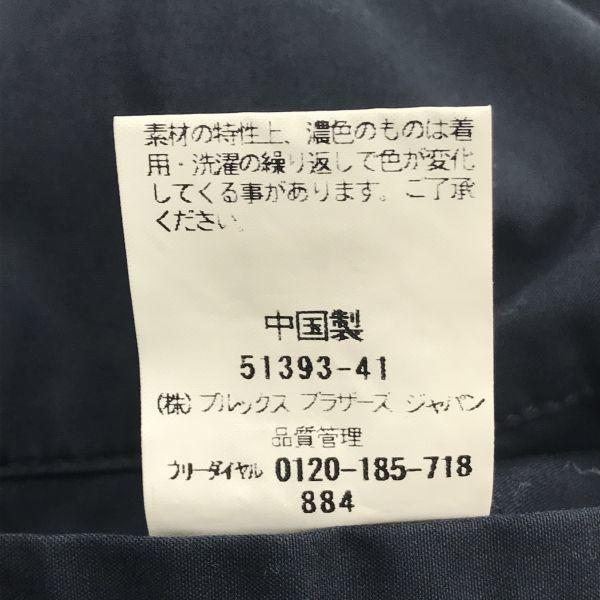 素材の特性上、濃色のものは着
用・洗濯の繰り返しで色が変化
してくる事があります。ご了承
ください。
中国製
51393-41
(株)ブルックス ブラザーズ ジャパン
品質管理
フリーダイヤル 0120-185-718
884